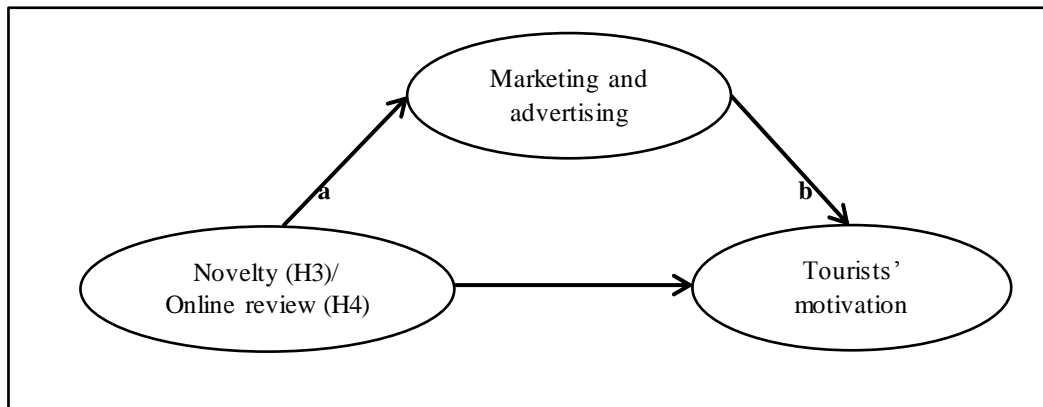 Marketing and
advertising
a
b
Novelty (H3)/
Online review (H4)
Tourists’
motivation